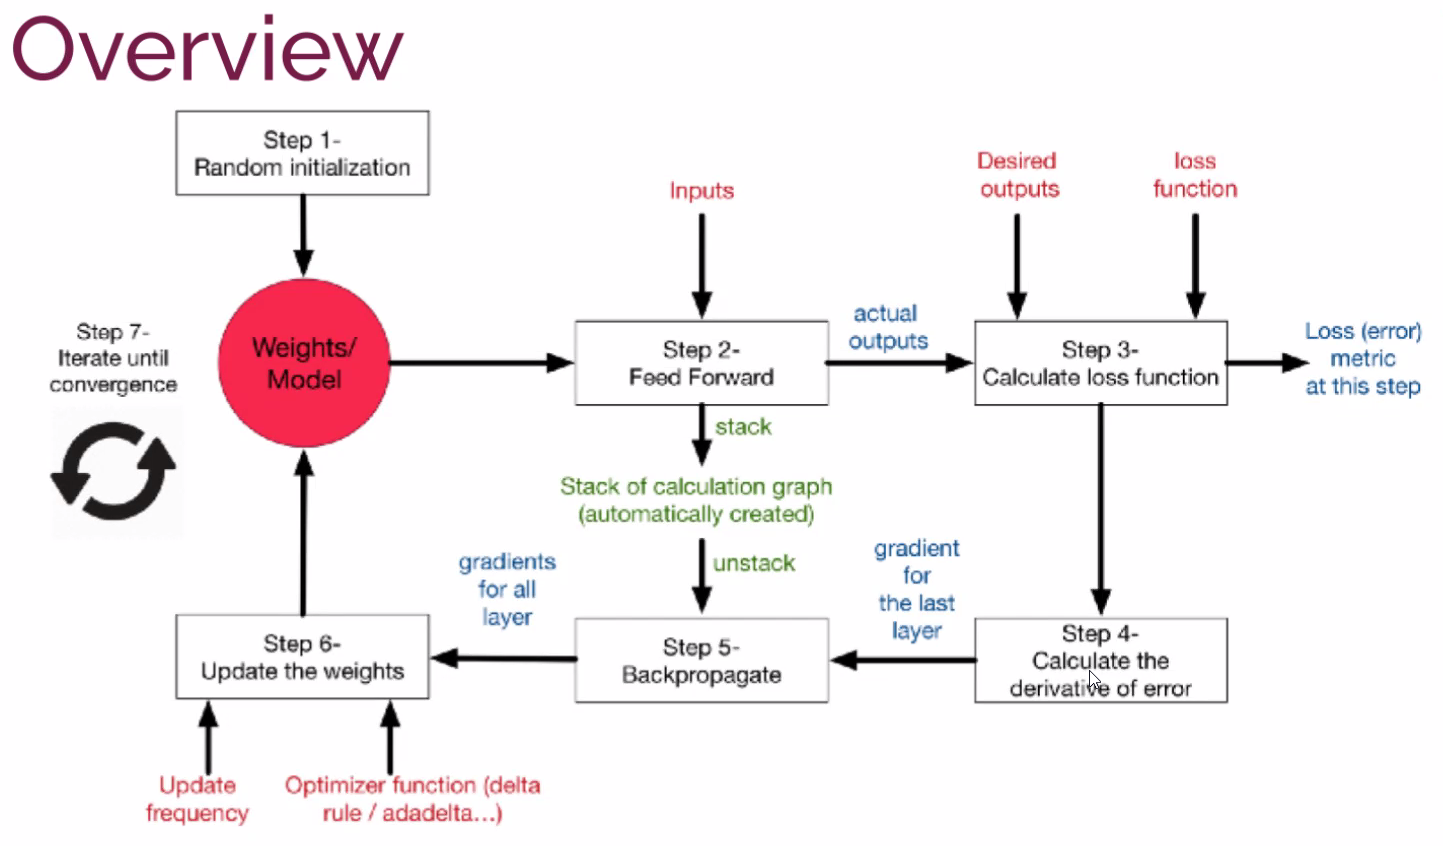 Overview
Step 1-
Random initialization
Inputs
Desired
outputs
loss
function
Step 7-
Iterate until
convergence
Weights/
Model
Step 2-
Feed Forward
actual
outputs
Step 3-
Calculate loss function
Loss (error)
metric
at this step
stack
Stack of calculation graph
(automatically created)
unstack
gradient
for
the last
layer
gradients
for all
layer
Step 6-
Update the weights
Step 5-
Backpropagate
Step 4-
Calculate the
derivative of error
Update
frequency
Optimizer function (delta
rule / adadelta...)